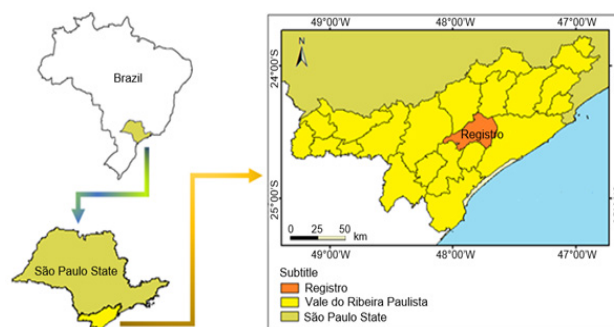 Brazil
São Paulo State
49°00'W
48°00'W
47°00'W
24°00'S
25°00'S
N
Registro
0 25 50
km
49°00'W
48°00'W
47°00'W
Subtitle
Registro
Vale do Ribeira Paulista
São Paulo State